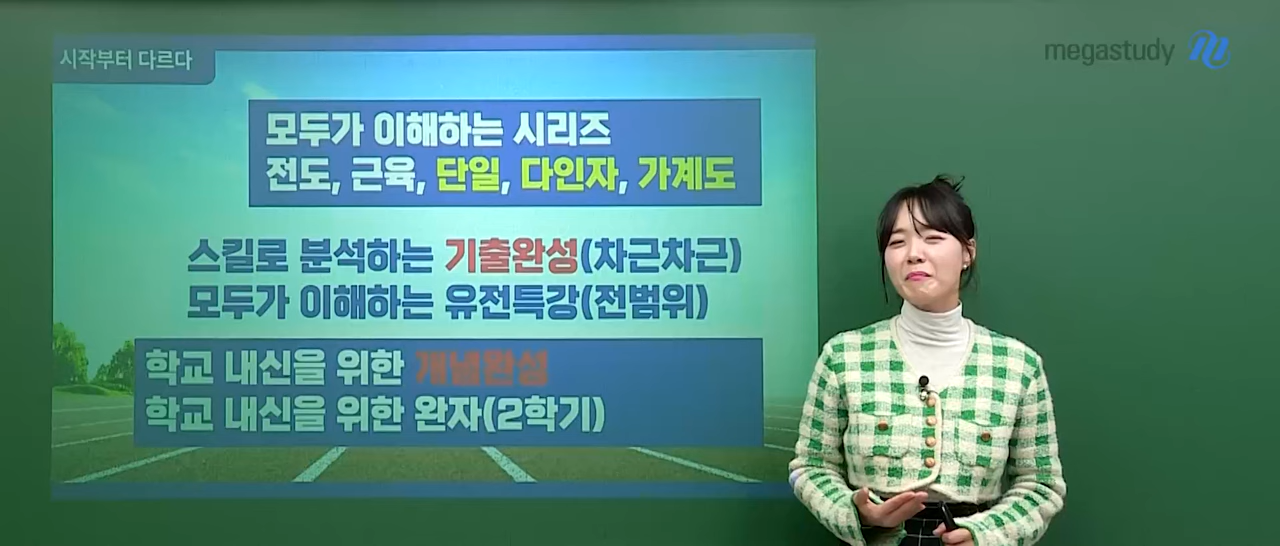 시작부터 다르다
megastudy
모두가 이해하는 시리즈
전도, 근육, 단일, 다인자, 가계도
스킬로 분석하는 기출완성(차근차근)
모두가 이해하는 유전특강(전범위)
학교 내신을 위한 개념완성
학교 내신을 위한 완자(2학기)